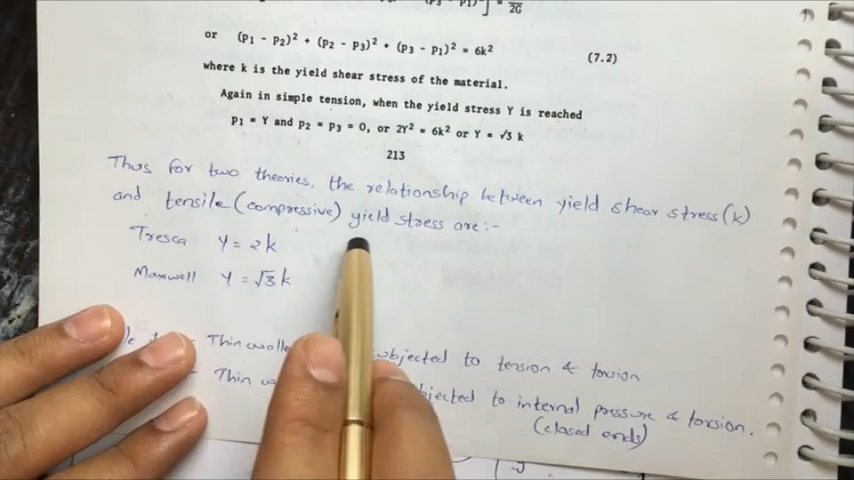 2G
or (p₁ - p₂)² + (p₂ - p₃)² + (p₃ - p₁)² = 6k² (7.2)
where k is the yield shear stress of the material.
Again in simple tension, when the yield stress Y is reached
p₁ = Y and p₂ = p₃ = 0, or 2Y² = 6k² or Y = √3 k
213
Thus for two theories, the relationship between yield shear stress (k)
and tensile (compressive) yield stress are:-
Tresca Y = 2k
Maxwell Y = √3 k
Thin subjected to tension & torsion
Thin subjected to internal pressure & torsion.
(closed ends)